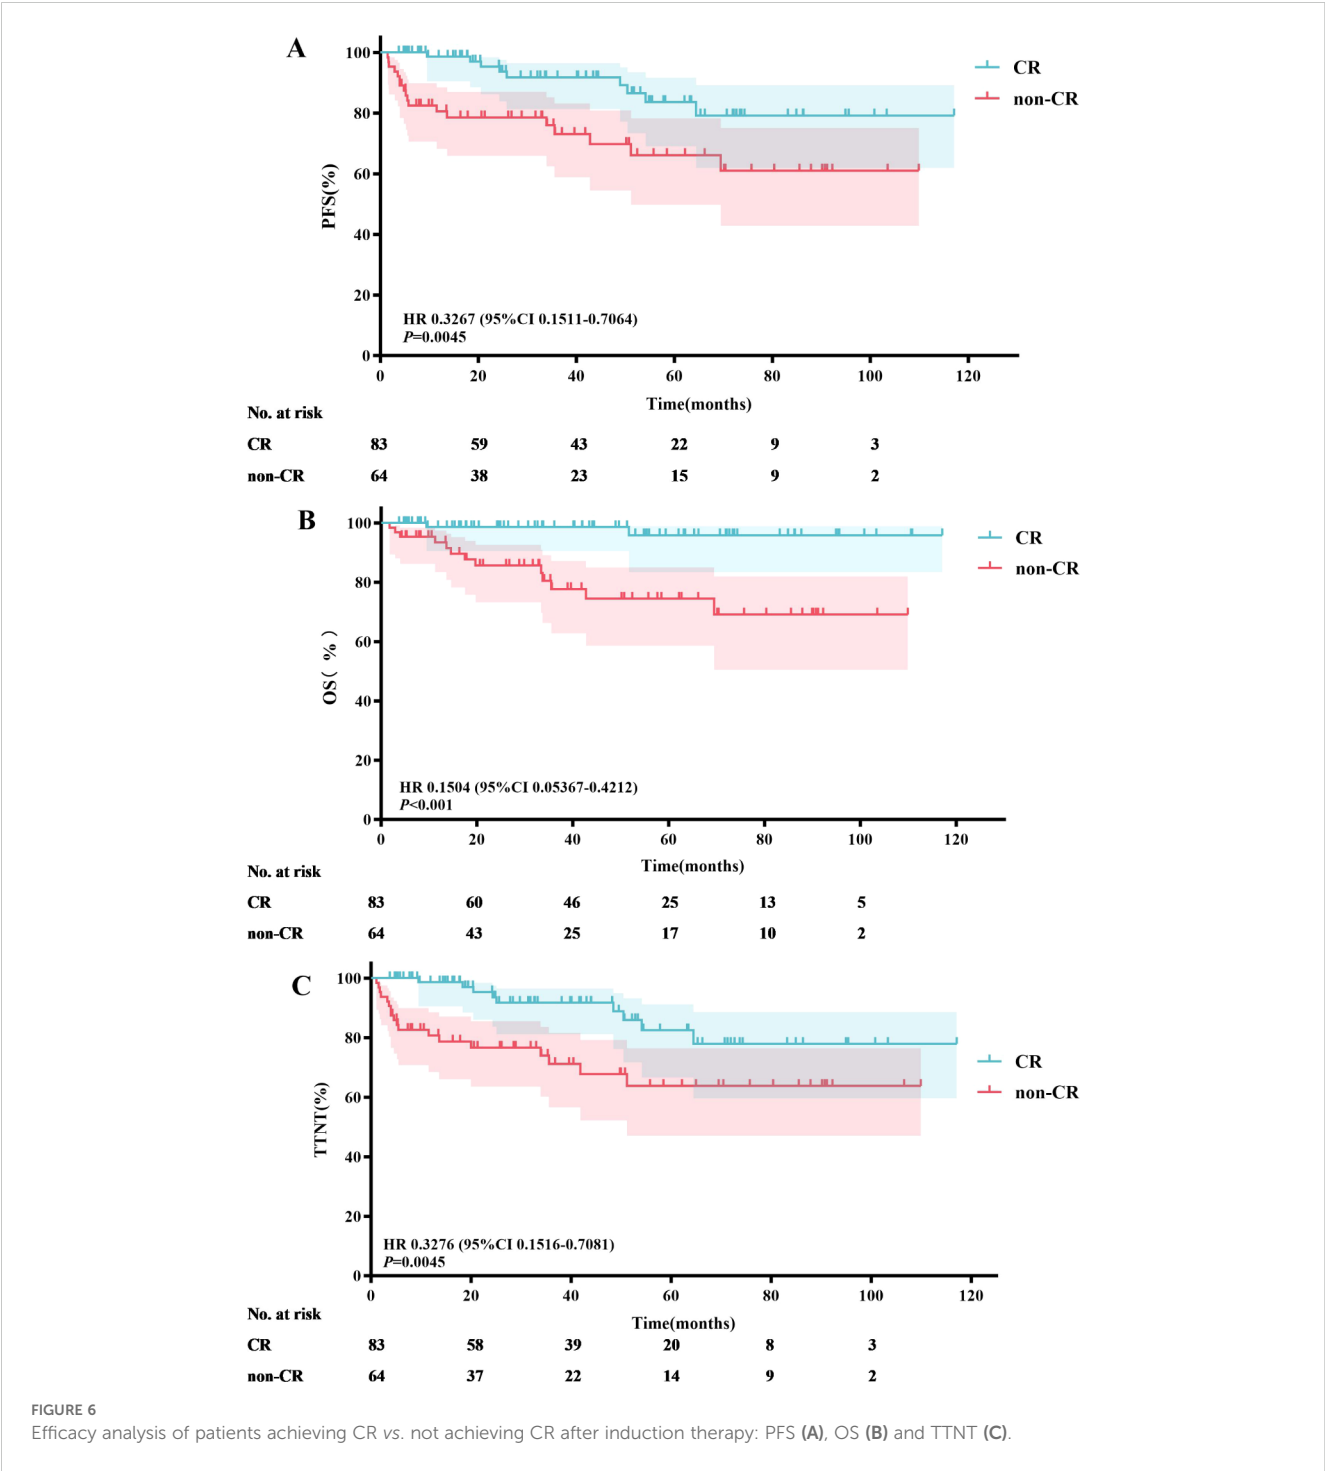 A
100
80
60
40
20
0
PFS(%)
CR
non-CR
HR 0.3267 (95%CI 0.1511-0.7064)
P=0.0045
0 20 40 60 80 100 120
Time(months)
No. at risk
CR 83 59 43 22 9 3
non-CR 64 38 23 15 9 2
B
100
80
60
40
20
0
OS( % )
CR
non-CR
HR 0.1504 (95%CI 0.05367-0.4212)
P<0.001
0 20 40 60 80 100 120
Time(months)
No. at risk
CR 83 60 46 25 13 5
non-CR 64 43 25 17 10 2
C
100
80
60
40
20
0
TTNT(%)
CR
non-CR
HR 0.3276 (95%CI 0.1516-0.7081)
P=0.0045
0 20 40 60 80 100 120
Time(months)
No. at risk
CR 83 58 39 20 8 3
non-CR 64 37 22 14 9 2
FIGURE 6
Efficacy analysis of patients achieving CR vs. not achieving CR after induction therapy: PFS (A), OS (B) and TTNT (C).